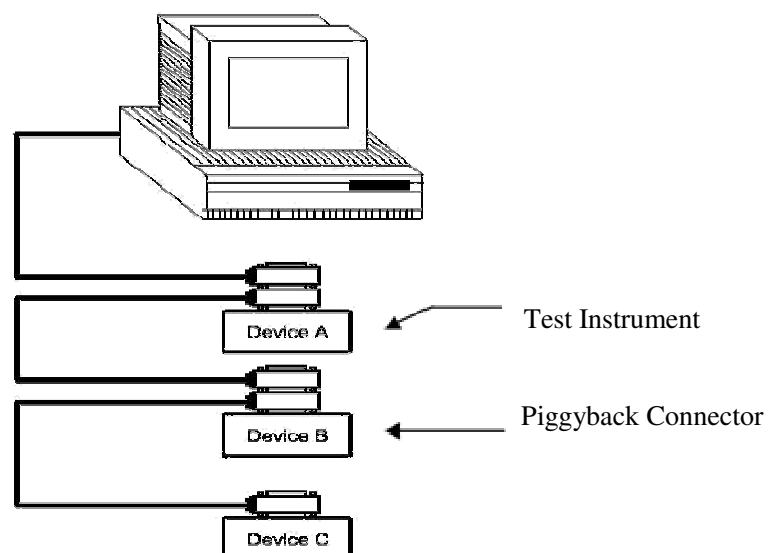 Device A
Test Instrument
Device B
Piggyback Connector
Device C